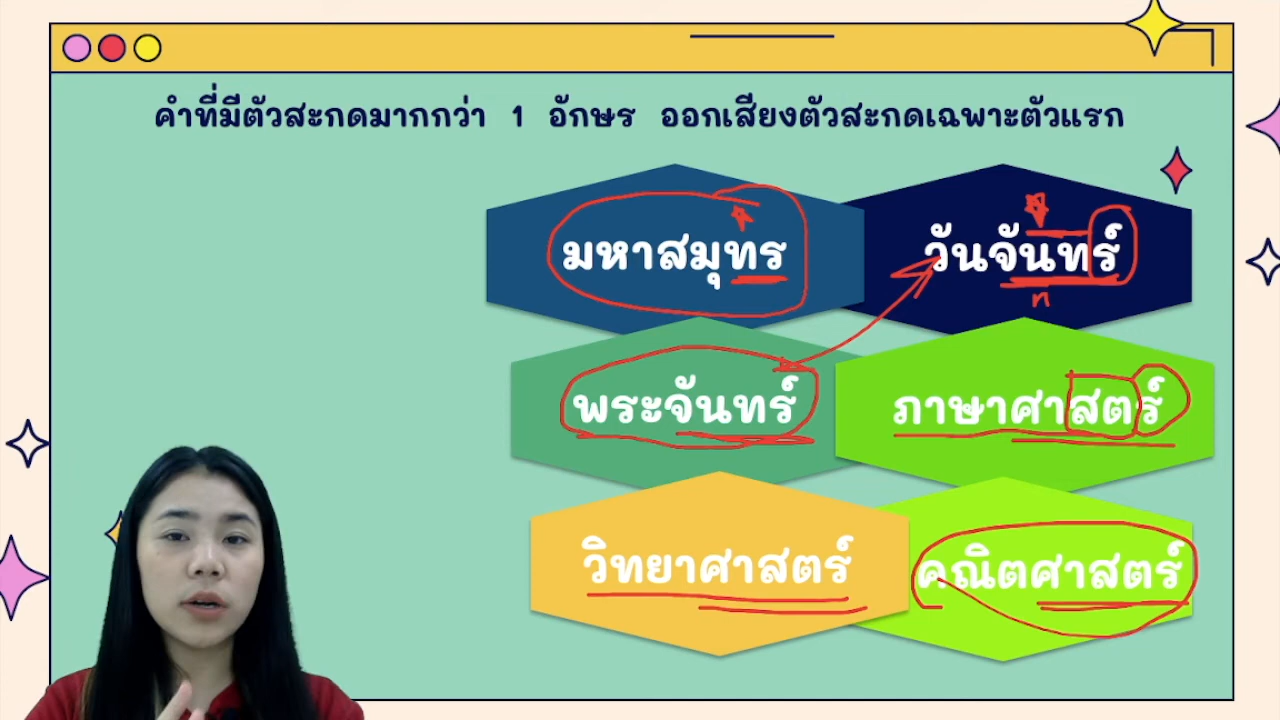 คำที่มีตัวสะกดมากกว่า 1 อักษร ออกเสียงตัวสะกดเฉพาะตัวแรก
มหาสมุทร วันจันทร์
n
พระจันทร์ ภาษาศาสตร์
วิทยาศาสตร์ คณิตศาสตร์